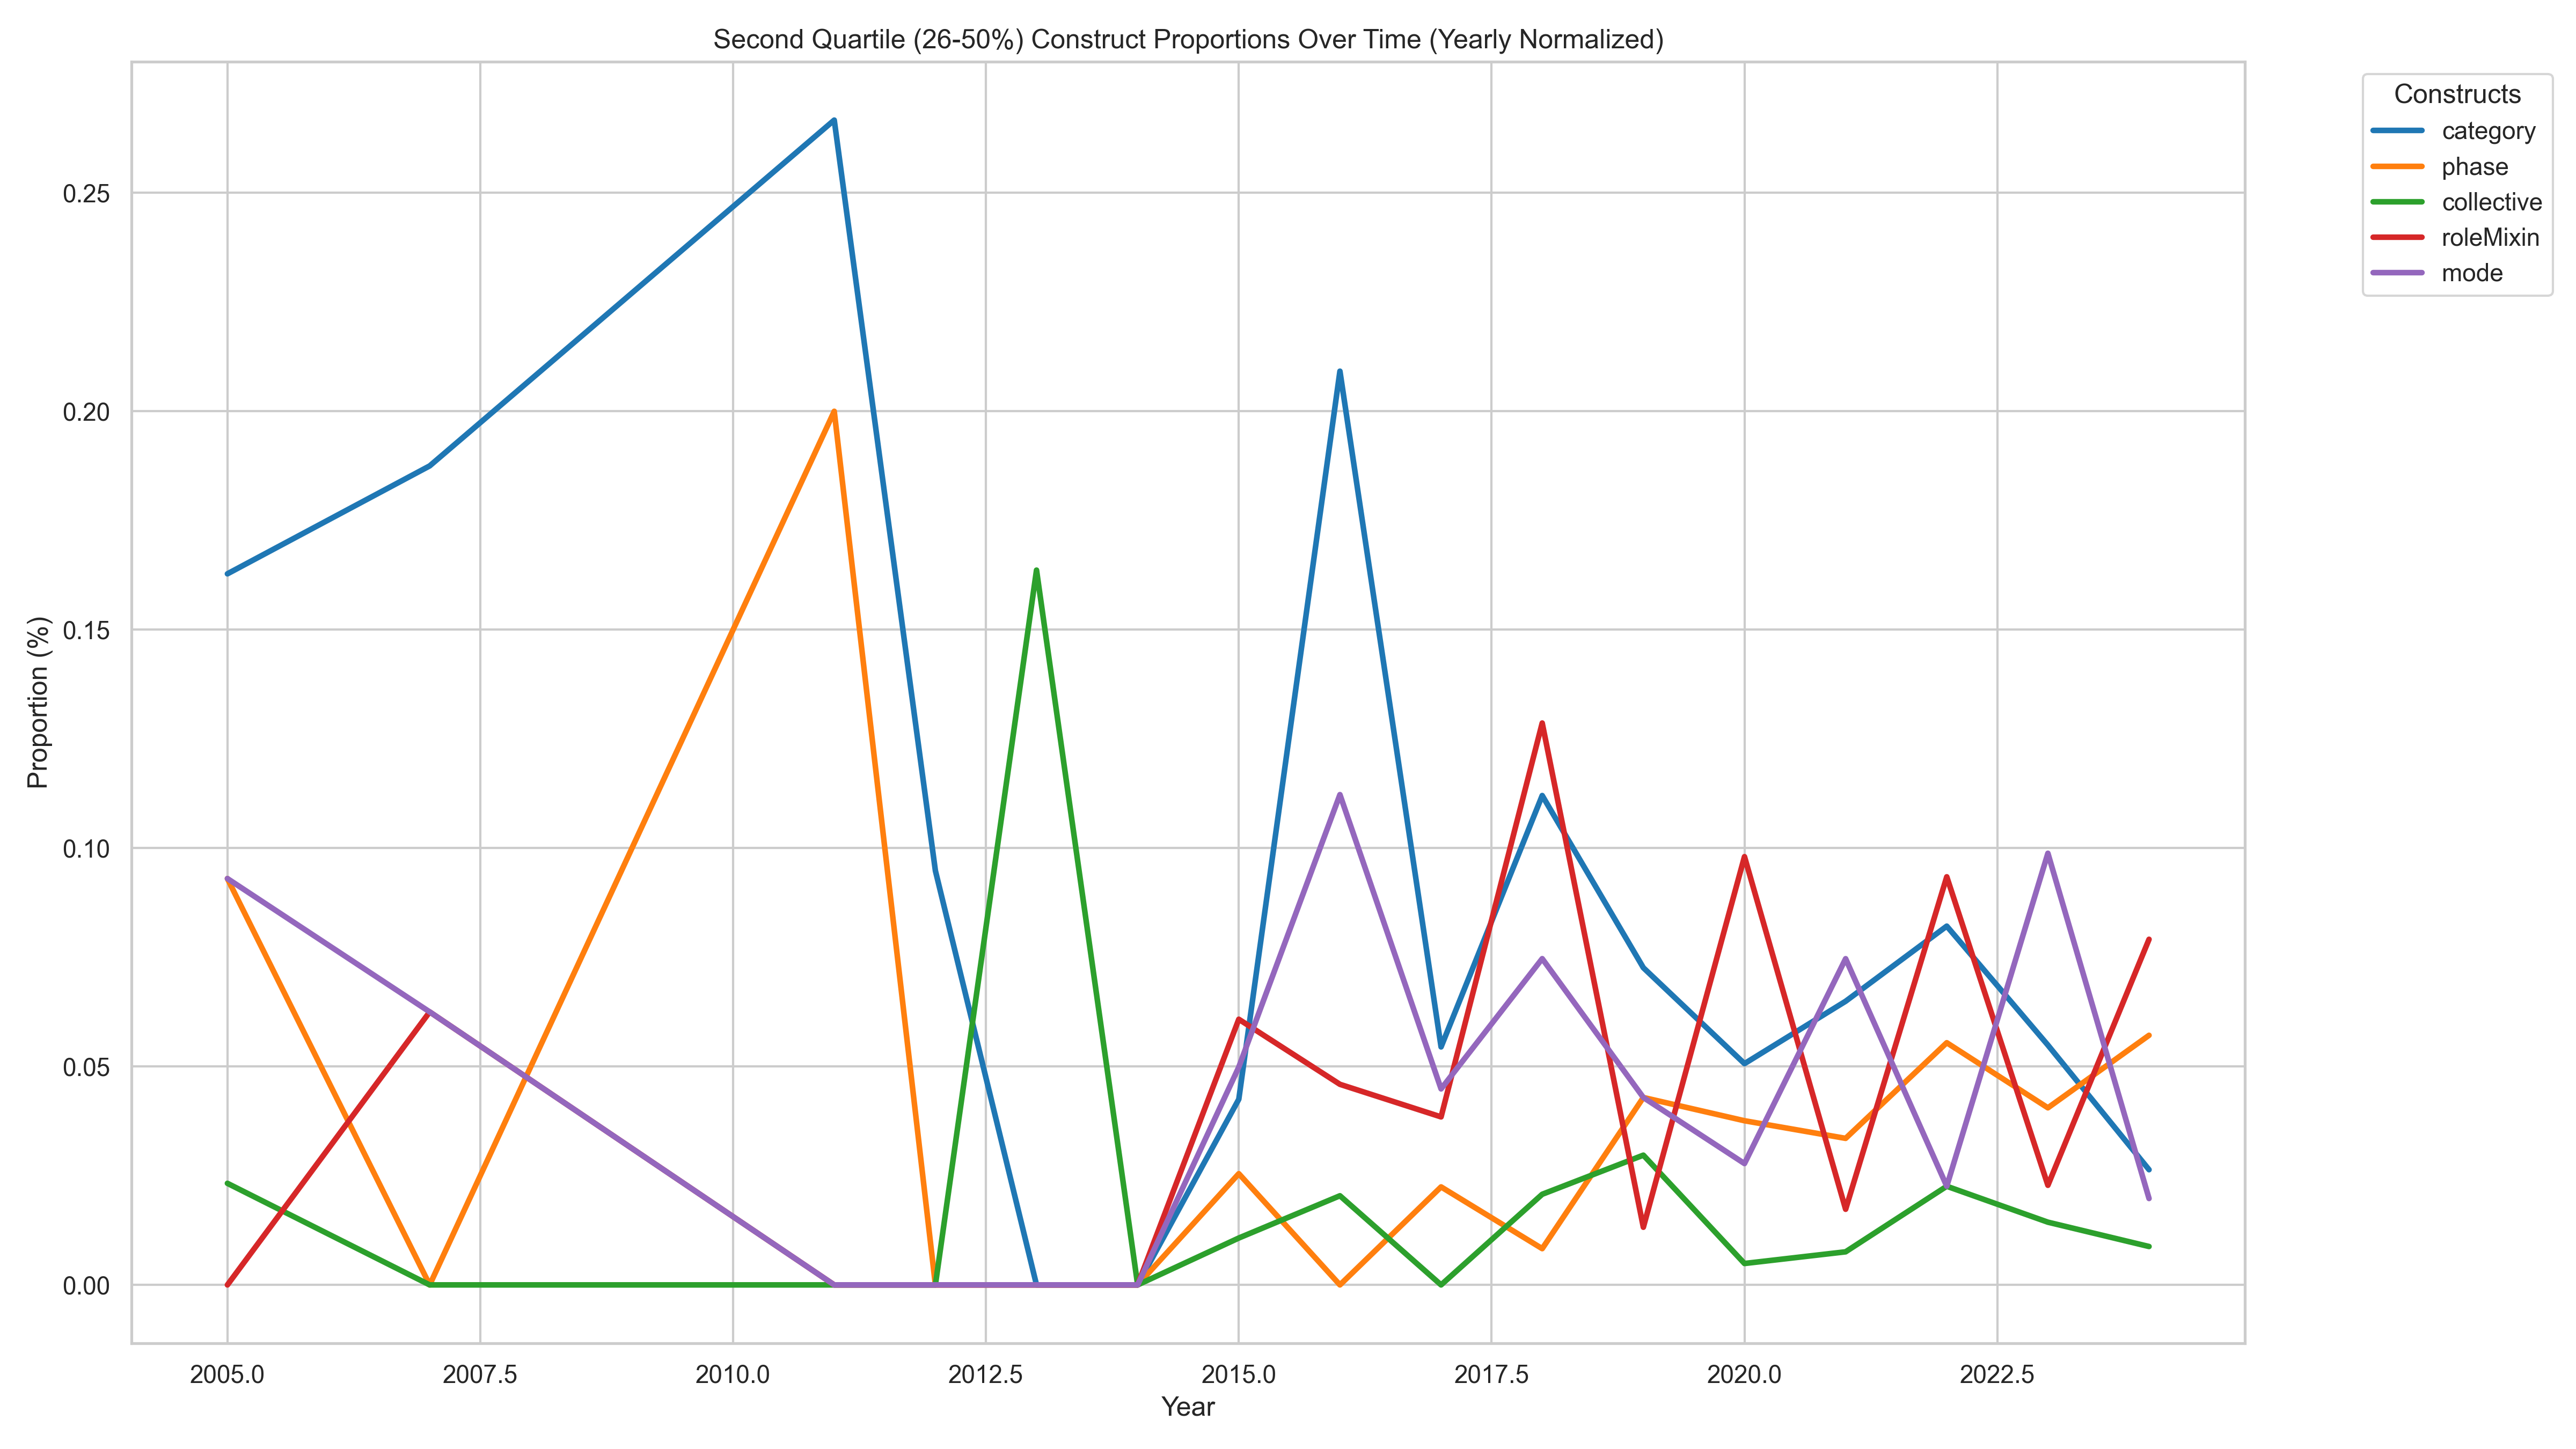 Second Quartile (26-50%) Construct Proportions Over Time (Yearly Normalized)
Constructs
category
phase
collective
roleMixin
mode
Proportion (%)
0.25
0.20
0.15
0.10
0.05
0.00
2005.0 2007.5 2010.0 2012.5 2015.0 2017.5 2020.0 2022.5
Year